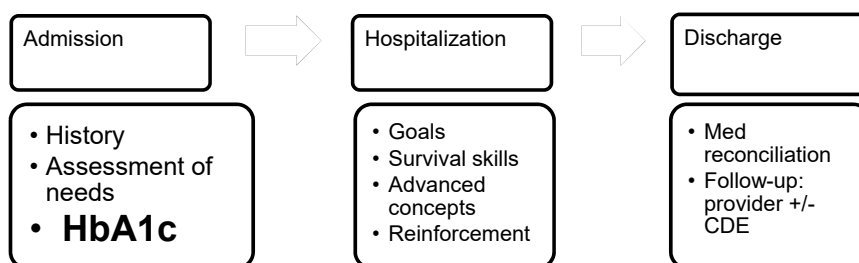 Admission
Hospitalization
Discharge
• History
• Assessment of
needs
• HbA1c
• Goals
• Survival skills
• Advanced
concepts
• Reinforcement
• Med
reconciliation
• Follow-up:
provider +/-
CDE